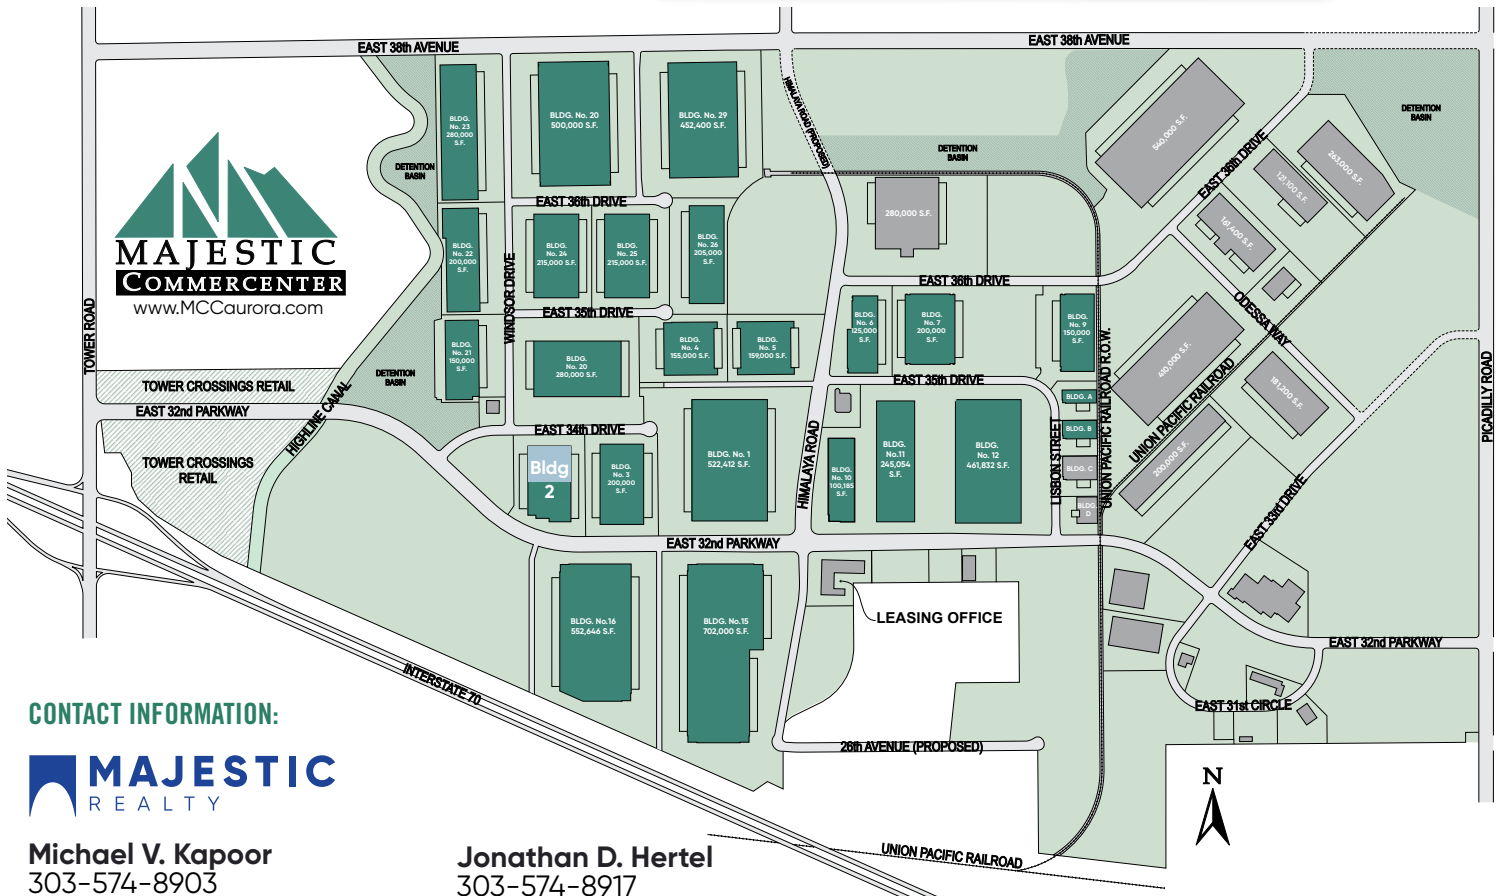 EAST 38th AVENUE
EAST 38th AVENUE
BLDG.
No. 23
280,000
S.F.
BLDG. No. 20
500,000 S.F.
BLDG. No. 29
452,400 S.F.
HIMALAYA ROAD (PROPOSED)
540,000 S.F.
DETENTION
BASIN
DETENTION
BASIN
DETENTION
BASIN
EAST 36th DRIVE
263,000 S.F.
121,100 S.F.
161,400 S.F.
MAJESTIC
COMMERCENTER
www.MCCaurora.com
EAST 36th DRIVE
BLDG.
No. 22
200,000
S.F.
BLDG.
No. 24
215,000 S.F.
BLDG.
No. 25
215,000 S.F.
BLDG.
No. 26
205,000
S.F.
280,000 S.F.
EAST 36th DRIVE
WINDSOR DRIVE
EAST 35th DRIVE
TOWER ROAD
ODESSA WAY
BLDG.
No. 21
150,000
S.F.
BLDG.
No. 20
280,000 S.F.
BLDG.
No. 4
155,000 S.F.
BLDG.
No. 5
159,000 S.F.
BLDG.
No. 6
125,000
S.F.
BLDG.
No. 7
200,000
S.F.
BLDG.
No. 9
150,000
S.F.
UNION PACIFIC RAILROAD R.O.W.
410,000 S.F.
181,200 S.F.
PICADILLY ROAD
DETENTION
BASIN
TOWER CROSSINGS RETAIL
EAST 35th DRIVE
EAST 32nd PARKWAY
HIGHLINE CANAL
BLDG. A
BLDG. B
BLDG. C
BLDG.
D
LISBON STREET
UNION PACIFIC RAILROAD
200,000 S.F.
EAST 34th DRIVE
TOWER CROSSINGS
RETAIL
Bldg
2
BLDG.
No. 3
200,000
S.F.
BLDG. No. 1
522,412 S.F.
HIMALAYA ROAD
BLDG.
No. 10
100,185
S.F.
BLDG.
No.11
245,054
S.F.
BLDG.
No. 12
461,832 S.F.
EAST 33rd DRIVE
EAST 32nd PARKWAY
BLDG. No.16
552,646 S.F.
BLDG. No.15
702,000 S.F.
LEASING OFFICE
EAST 32nd PARKWAY
INTERSTATE 70
EAST 31st CIRCLE
26th AVENUE (PROPOSED)
N
UNION PACIFIC RAILROAD
CONTACT INFORMATION:
MAJESTIC
REALTY
Michael V. Kapoor
303-574-8903
Jonathan D. Hertel
303-574-8917